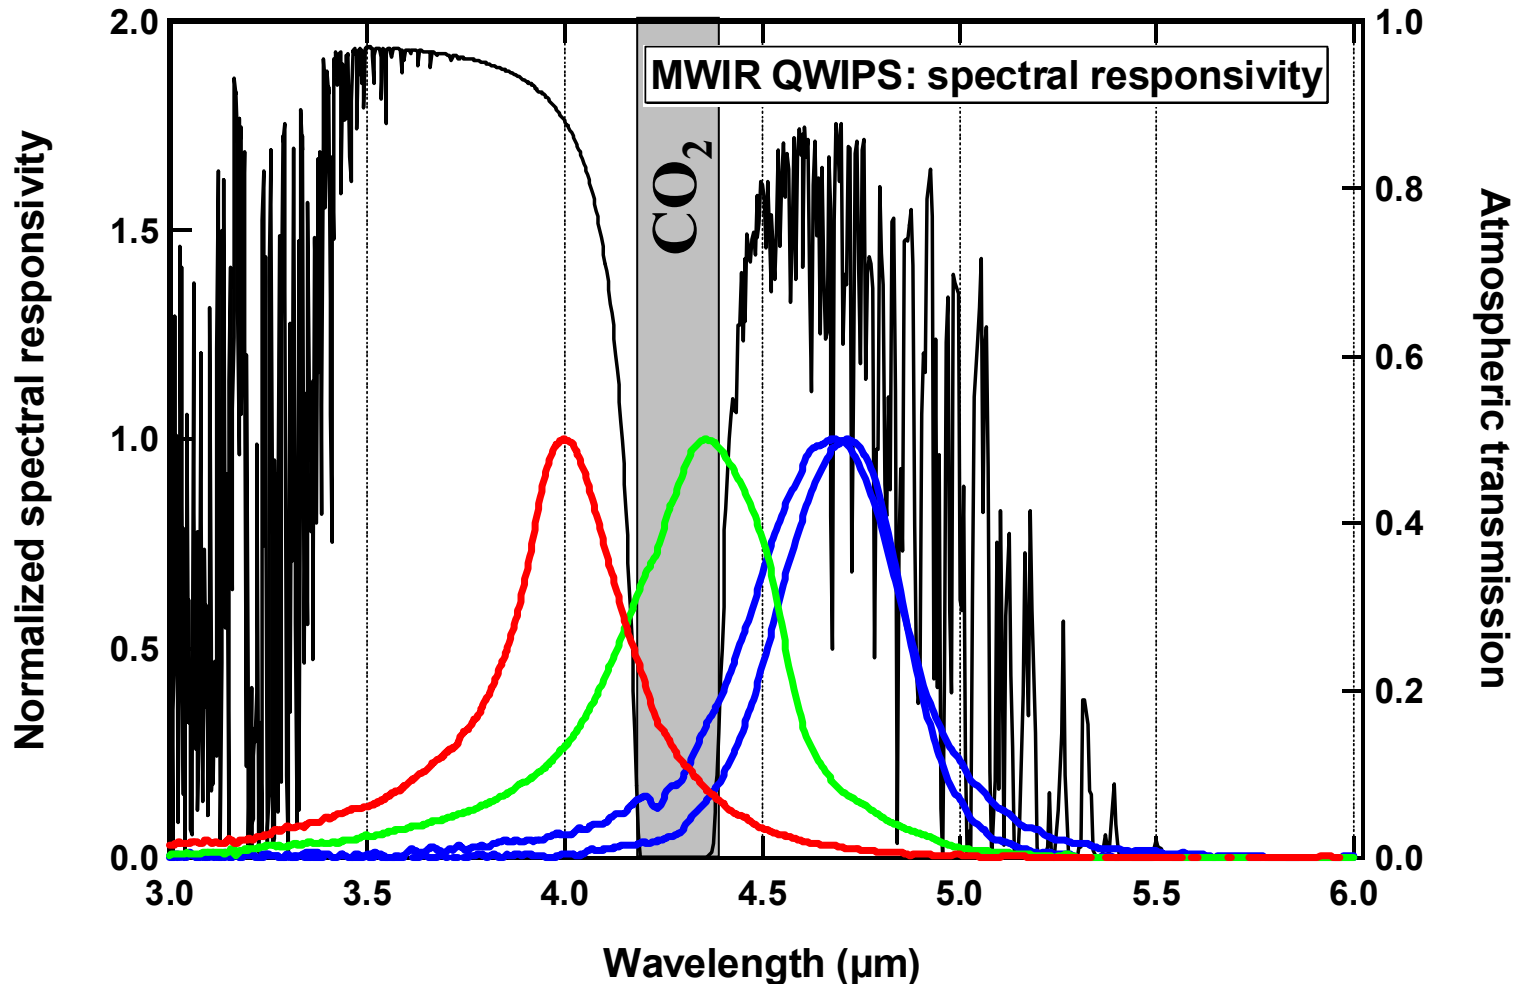 MWIR QWIPS: spectral responsivity
CO₂
Normalized spectral responsivity
2.0
1.5
1.0
0.5
0.0
Atmospheric transmission
1.0
0.8
0.6
0.4
0.2
0.0
3.0 3.5 4.0 4.5 5.0 5.5 6.0
Wavelength (µm)